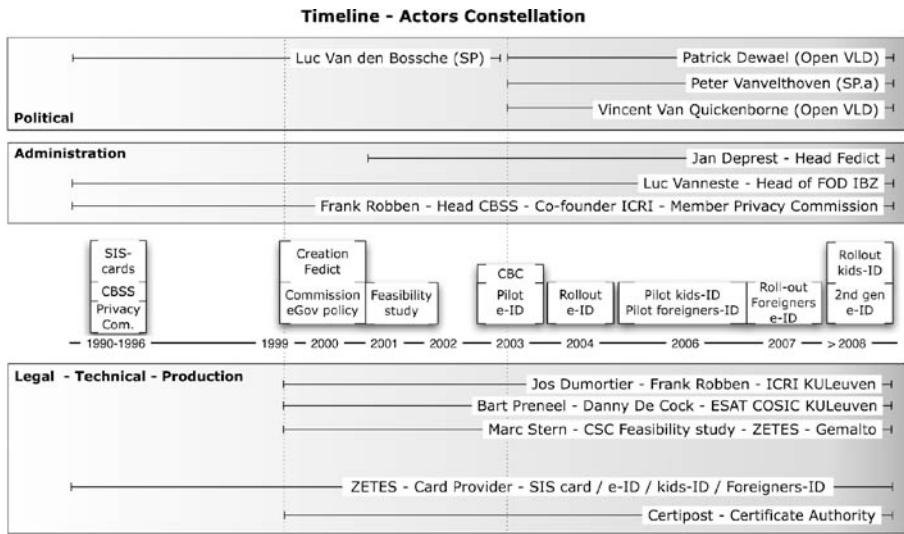 Timeline - Actors Constellation
Luc Van den Bossche (SP)
Patrick Dewael (Open VLD)
Peter Vanvelthoven (SP.a)
Vincent Van Quickenborne (Open VLD)
Political
Administration
Jan Deprest - Head Fedict
Luc Vanneste - Head of FOD IBZ
Frank Robben - Head CBSS - Co-founder ICRI - Member Privacy Commission
SIS-
cards
CBSS
Privacy
Com.
Creation
Fedict
Commission
eGov policy
Feasibility
study
CBC
Pilot
e-ID
Rollout
e-ID
Pilot kids-ID
Pilot foreigners-ID
Roll-out
Foreigners
e-ID
Rollout
kids-ID
2nd gen
e-ID
1990-1996 1999 2000 2001 2002 2003 2004 2006 2007 > 2008
Legal - Technical - Production
Jos Dumortier - Frank Robben - ICRI KULeuven
Bart Preneel - Danny De Cock - ESAT COSIC KULeuven
Marc Stern - CSC Feasibility study - ZETES - Gemalto
ZETES - Card Provider - SIS card / e-ID / kids-ID / Foreigners-ID
Certipost - Certificate Authority